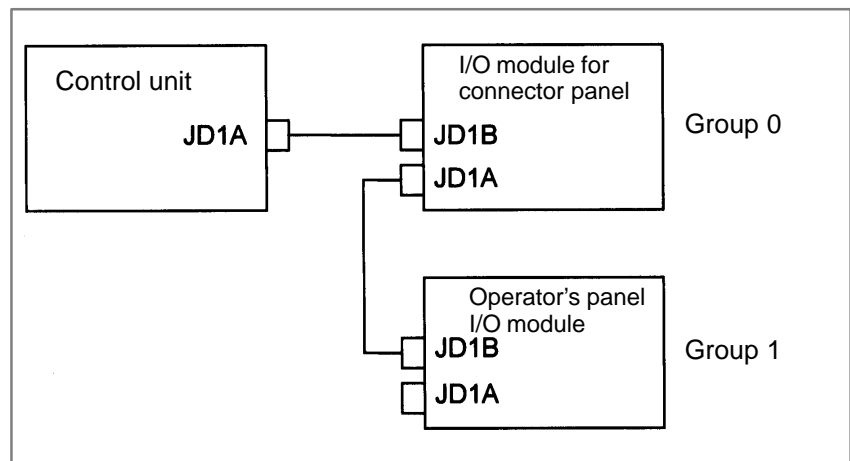 Control unit
JD1A
I/O module for
connector panel
JD1B
JD1A
Group 0
Operator's panel
I/O module
JD1B
JD1A
Group 1